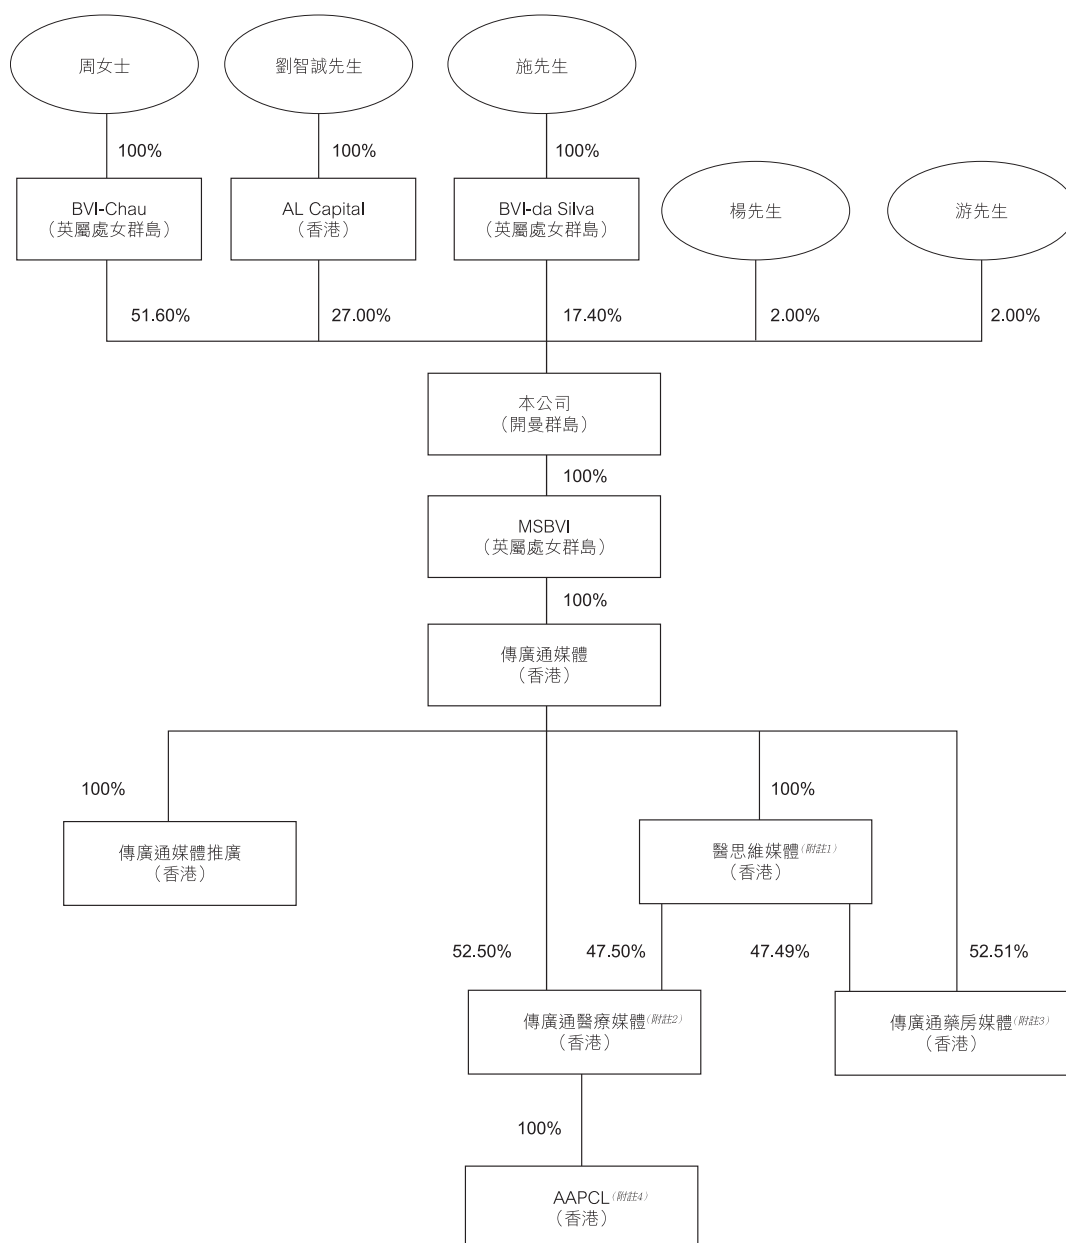 周女士
劉智誠先生
施先生
100%
100%
100%
BVI-Chau
（英屬處女群島）
AL Capital
（香港）
BVI-da Silva
（英屬處女群島）
楊先生
游先生
51.60%
27.00%
17.40%
2.00%
2.00%
本公司
（開曼群島）
100%
MSBVI
（英屬處女群島）
100%
傳廣通媒體
（香港）
100%
100%
傳廣通媒體推廣
（香港）
醫思維媒體(附註1)
（香港）
52.50%
47.50%
47.49%
52.51%
傳廣通醫療媒體(附註2)
（香港）
傳廣通藥房媒體(附註3)
（香港）
100%
AAPCL(附註4)
（香港）